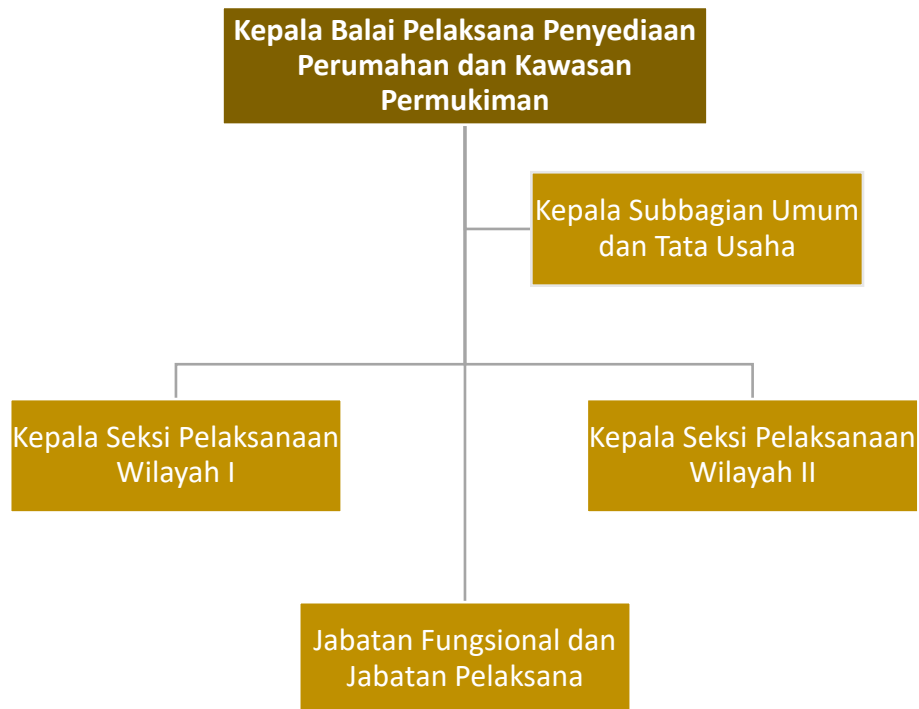 Kepala Balai Pelaksana Penyediaan
Perumahan dan Kawasan
Permukiman
Kepala Subbagian Umum
dan Tata Usaha
Kepala Seksi Pelaksanaan
Wilayah I
Kepala Seksi Pelaksanaan
Wilayah II
Jabatan Fungsional dan
Jabatan Pelaksana